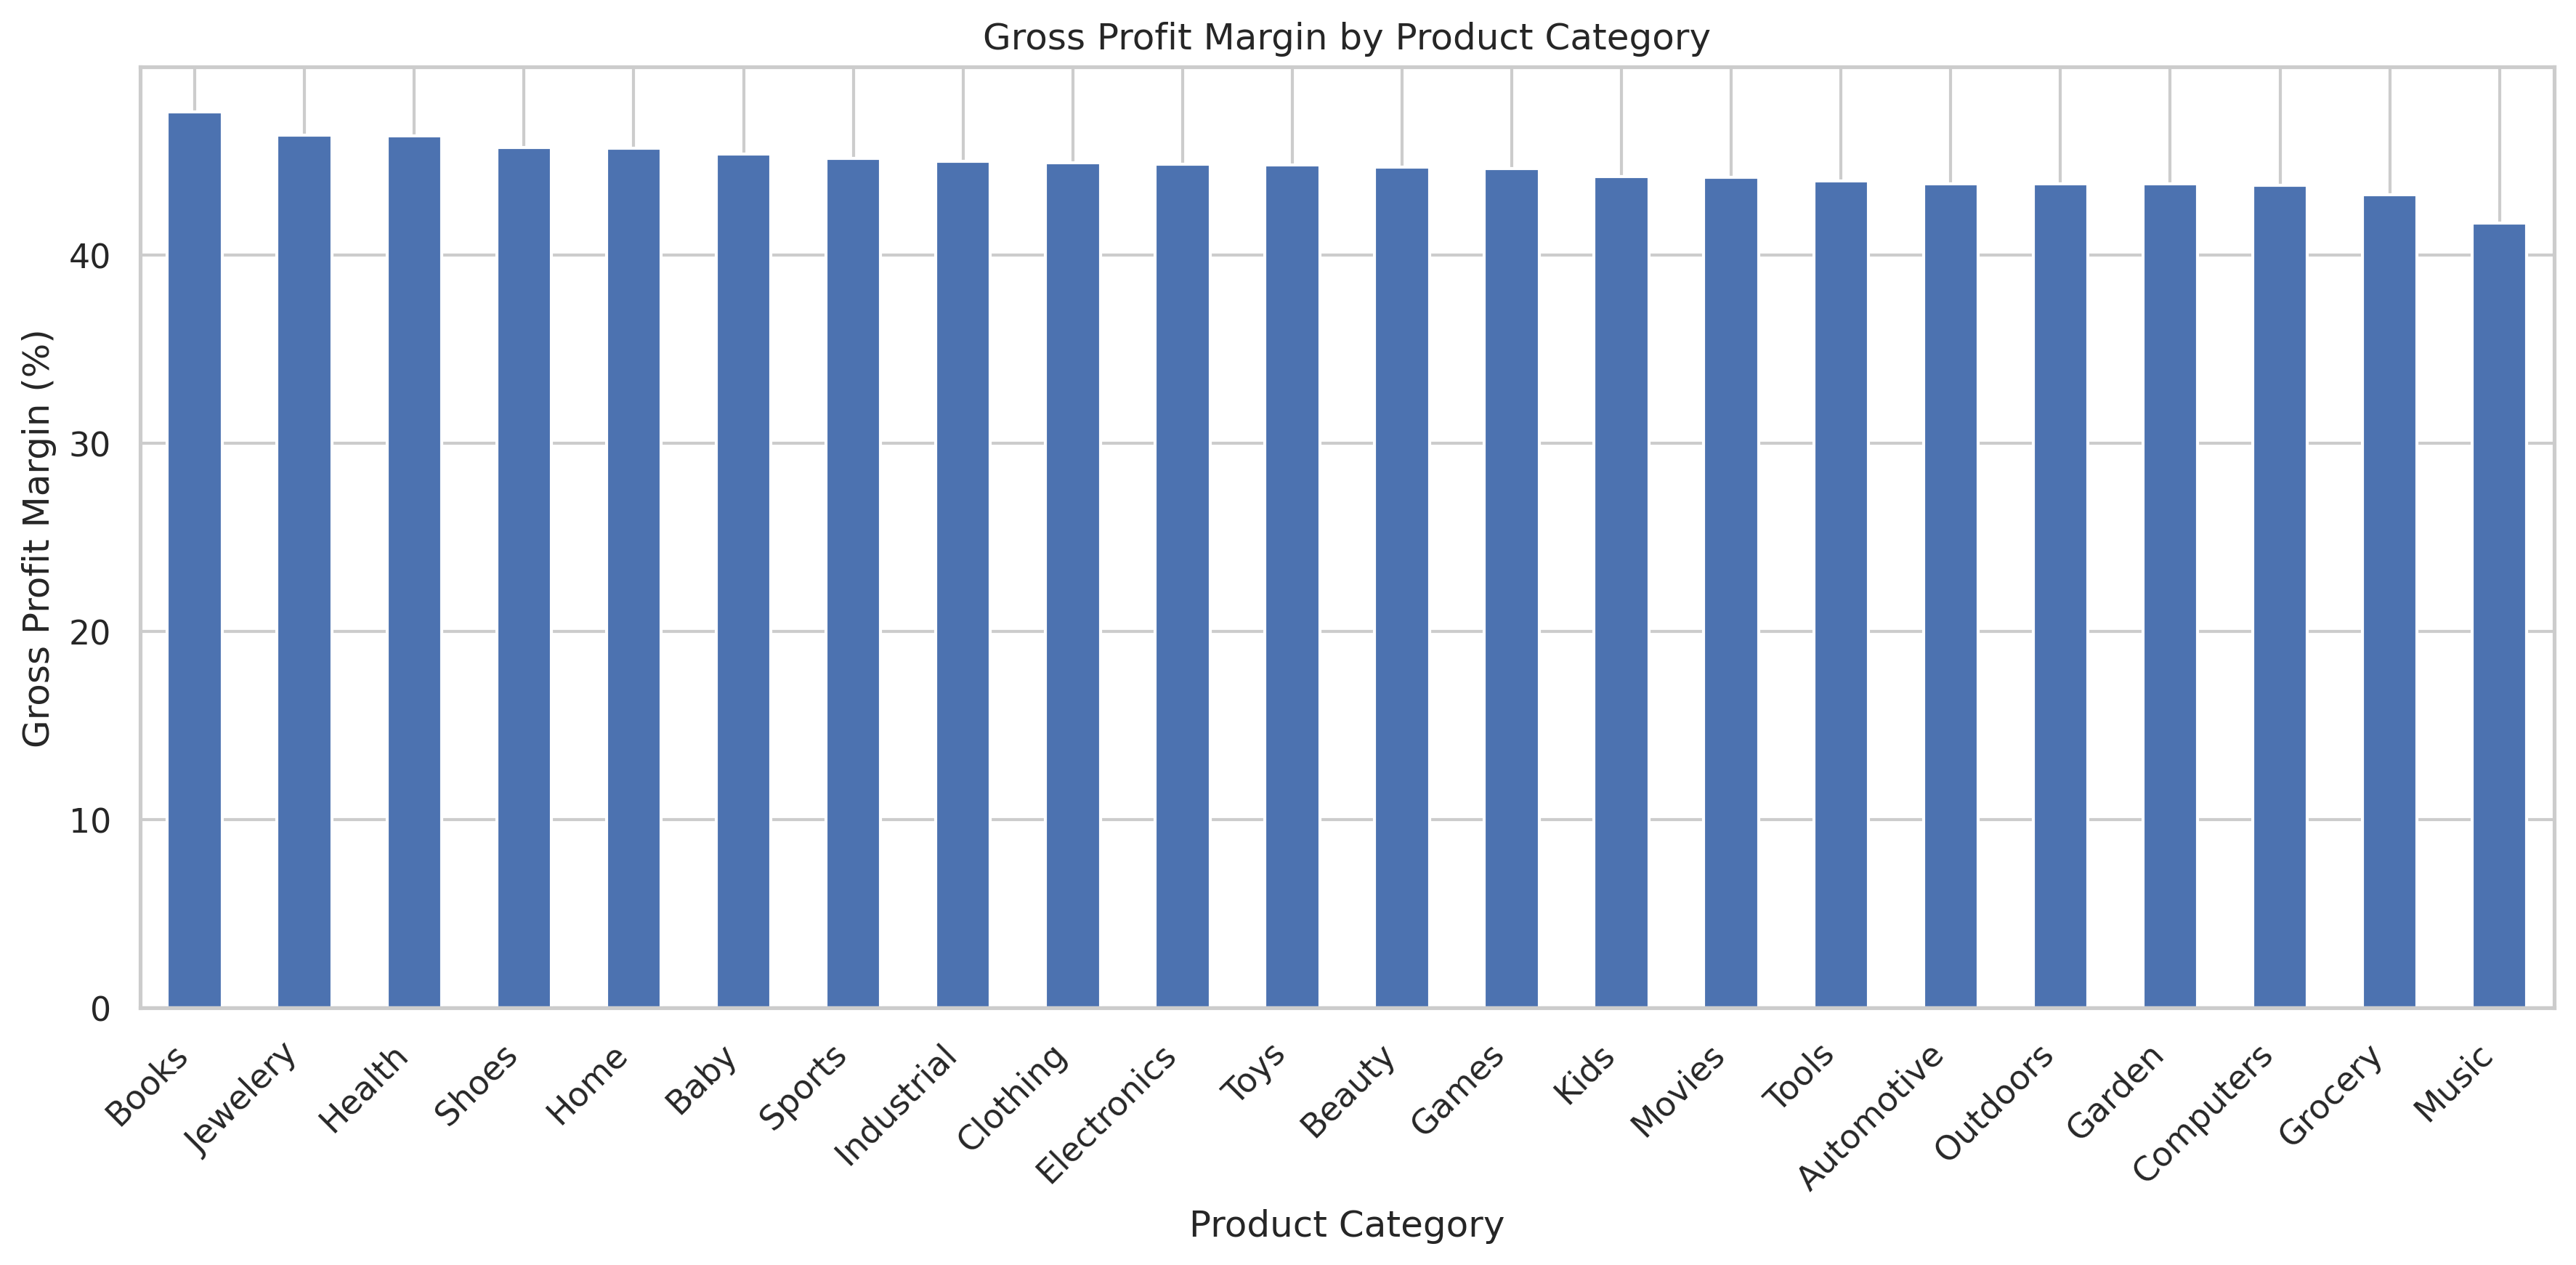 Gross Profit Margin by Product Category
Gross Profit Margin (%)
40
30
20
10
0
Books
Jewelery
Health
Shoes
Home
Baby
Sports
Industrial
Clothing
Electronics
Toys
Beauty
Games
Kids
Movies
Tools
Automotive
Outdoors
Garden
Computers
Grocery
Music
Product Category